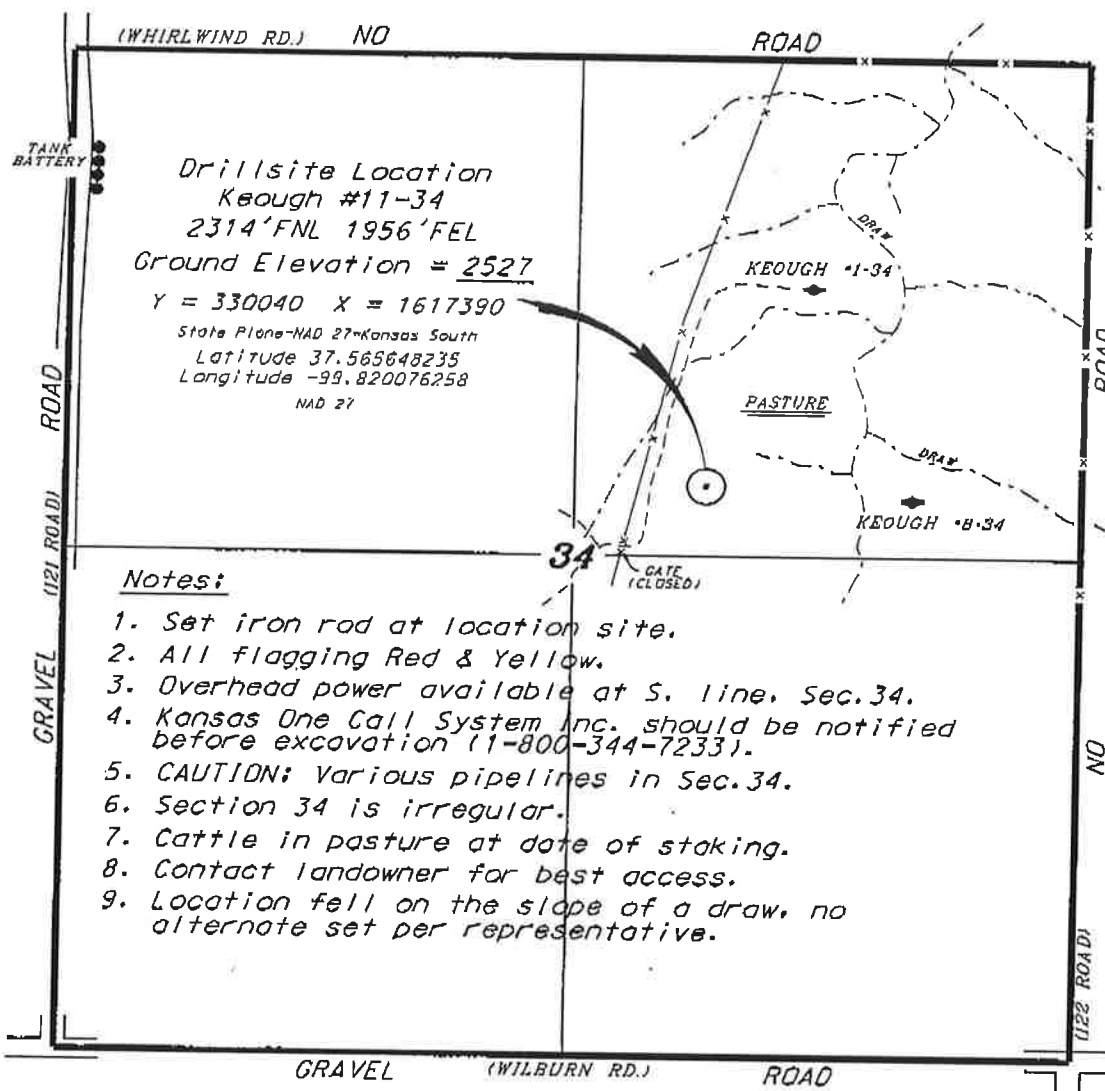 (WHIRLWIND RD.) NO ROAD
TANK
BATTERY
Drillsite Location
Keough #11-34
2314'FNL 1956'FEL
Ground Elevation = 2527
Y = 330040 X = 1617390
State Plane-NAD 27-Kansas South
Latitude 37.565648235
Longitude -99.820076258
NAD 27
DRAW
KEOUGH #1-34
PASTURE
DRAW
KEOUGH #8-34
34
GATE
(CLOSED)
GRAVEL (121 ROAD) ROAD
NO ROAD
(122 ROAD)
Notes:
1. Set iron rod at location site.
2. All flagging Red & Yellow.
3. Overhead power available at S. line, Sec.34.
4. Kansas One Call System Inc. should be notified
before excavation (1-800-344-7233).
5. CAUTION: Various pipelines in Sec.34.
6. Section 34 is irregular.
7. Cattle in pasture at date of staking.
8. Contact landowner for best access.
9. Location fell on the slope of a draw, no
alternate set per representative.
GRAVEL (WILBURN RD.) ROAD